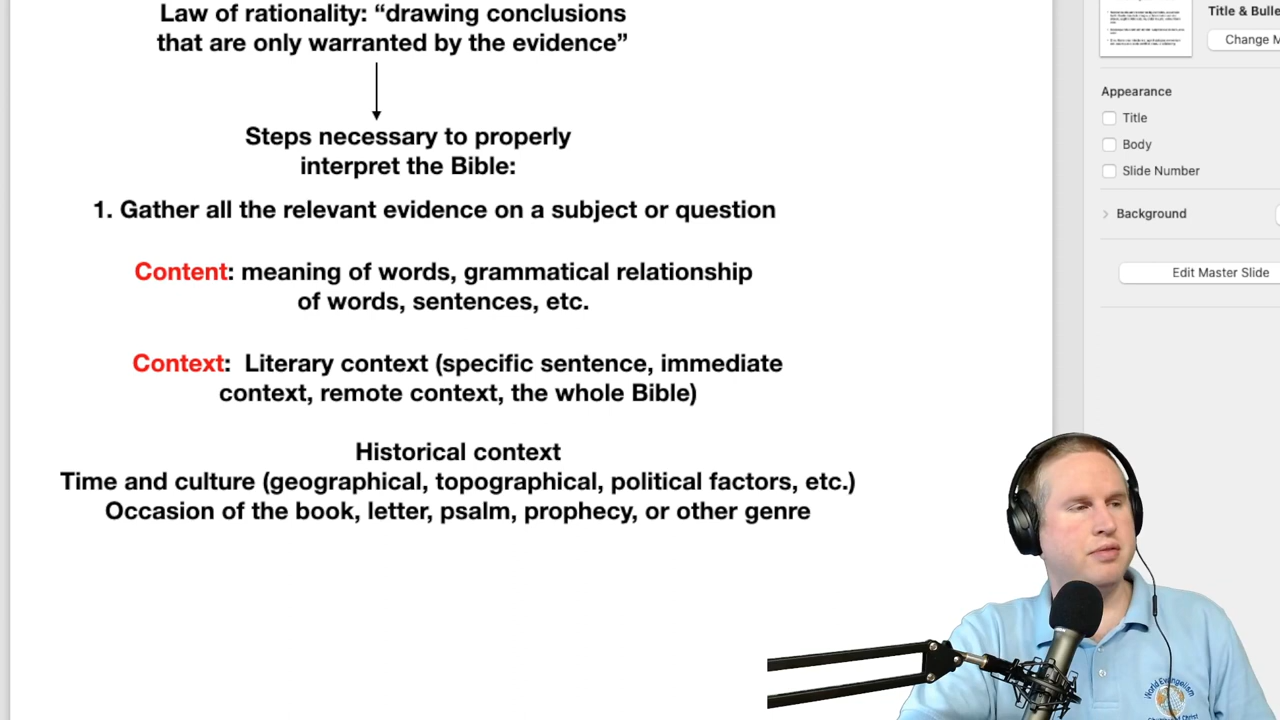 Law of rationality: “drawing conclusions
that are only warranted by the evidence”
Steps necessary to properly
interpret the Bible:
1. Gather all the relevant evidence on a subject or question
Content: meaning of words, grammatical relationship
of words, sentences, etc.
Context:  Literary context (specific sentence, immediate
context, remote context, the whole Bible)
Historical context
Time and culture (geographical, topographical, political factors, etc.)
Occasion of the book, letter, psalm, prophecy, or other genre
Title & Bulle
Change M
Appearance
Title
Body
Slide Number
Background
Edit Master Slide
World Evangelism